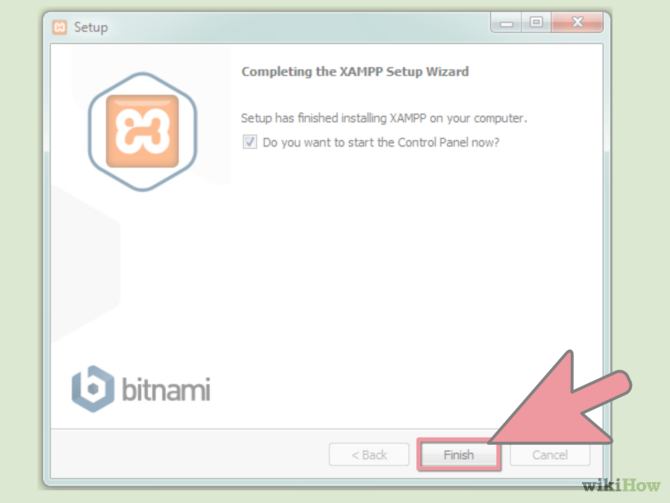 Setup
Completing the XAMPP Setup Wizard
Setup has finished installing XAMPP on your computer.
Do you want to start the Control Panel now?
bitnami
< Back
Finish
Cancel
wikiHow